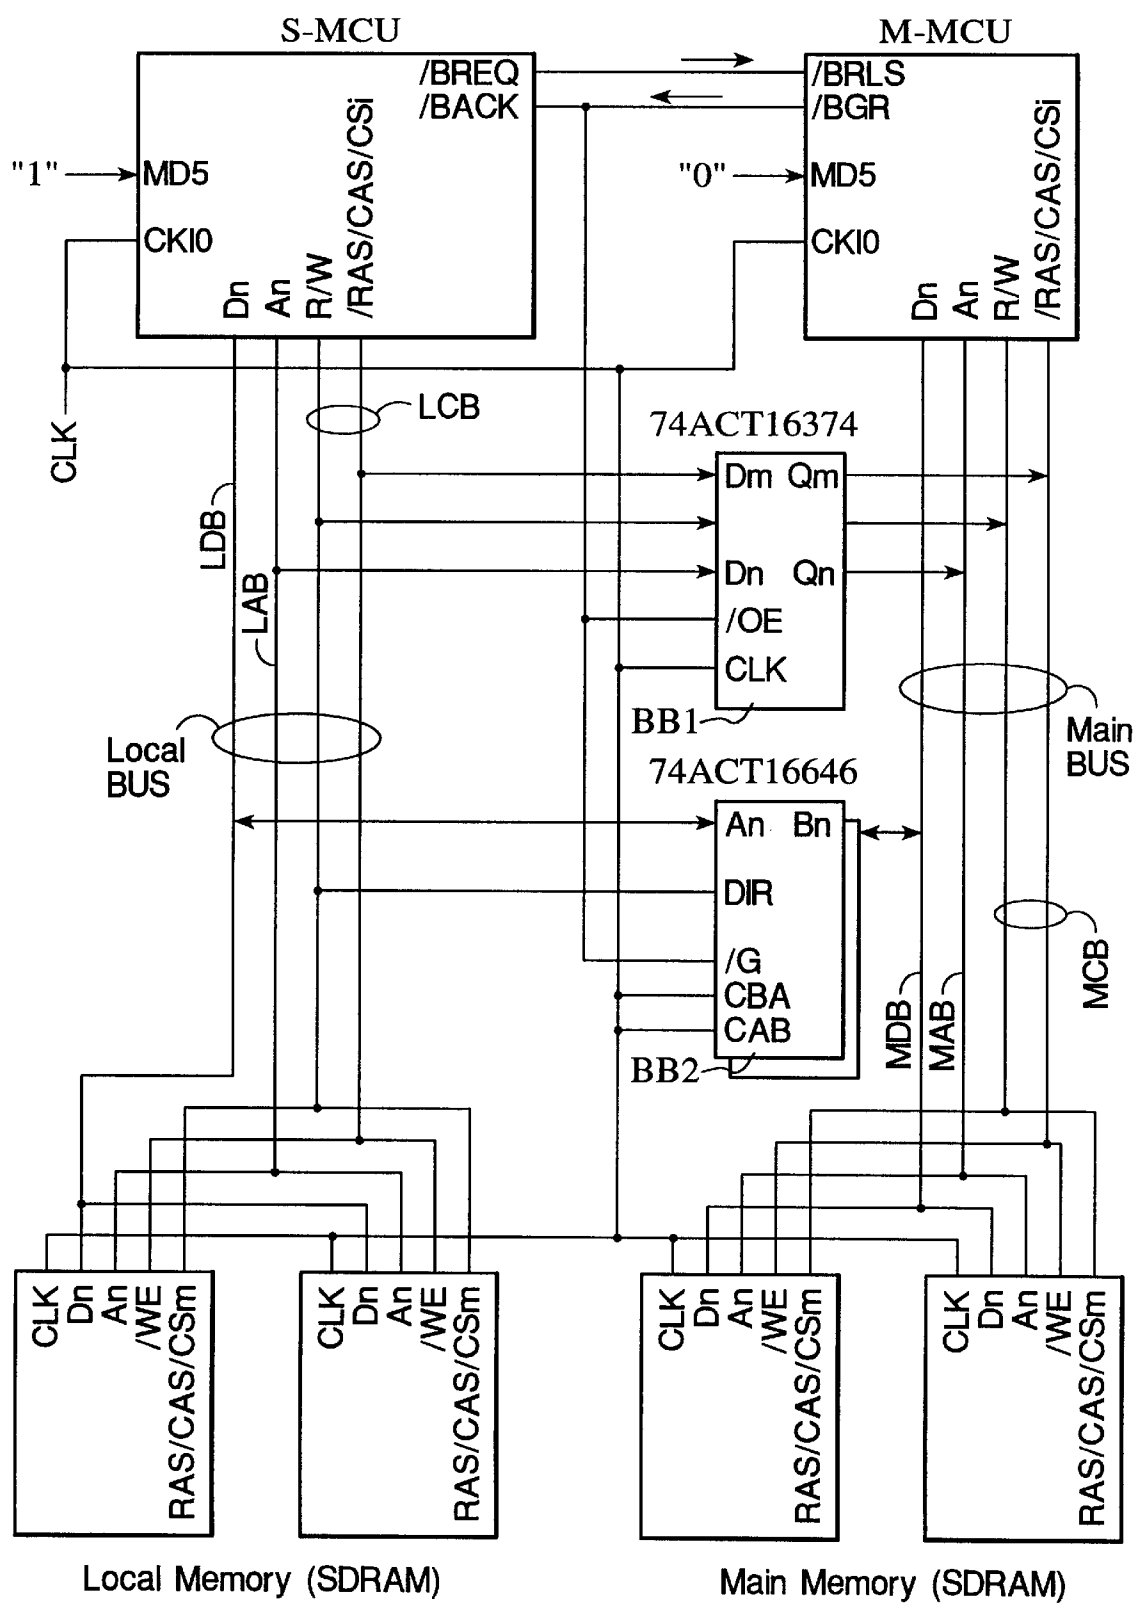 S-MCU
M-MCU
/BREQ
/BACK
/BRLS
/BGR
"1"
MD5
"0"
MD5
CKI0
CKI0
Dn
An
R/W
/RAS/CAS/CSi
Dn
An
R/W
/RAS/CAS/CSi
CLK
LCB
74ACT16374
Dm Qm
Dn Qn
/OE
CLK
BB1
LDB
LAB
Local
BUS
Main
BUS
74ACT16646
An Bn
DIR
/G
CBA
CAB
BB2
MDB
MAB
MCB
CLK
Dn
An
/WE
RAS/CAS/CSm
CLK
Dn
An
/WE
RAS/CAS/CSm
CLK
Dn
An
/WE
RAS/CAS/CSm
CLK
Dn
An
/WE
RAS/CAS/CSm
Local Memory (SDRAM)
Main Memory (SDRAM)